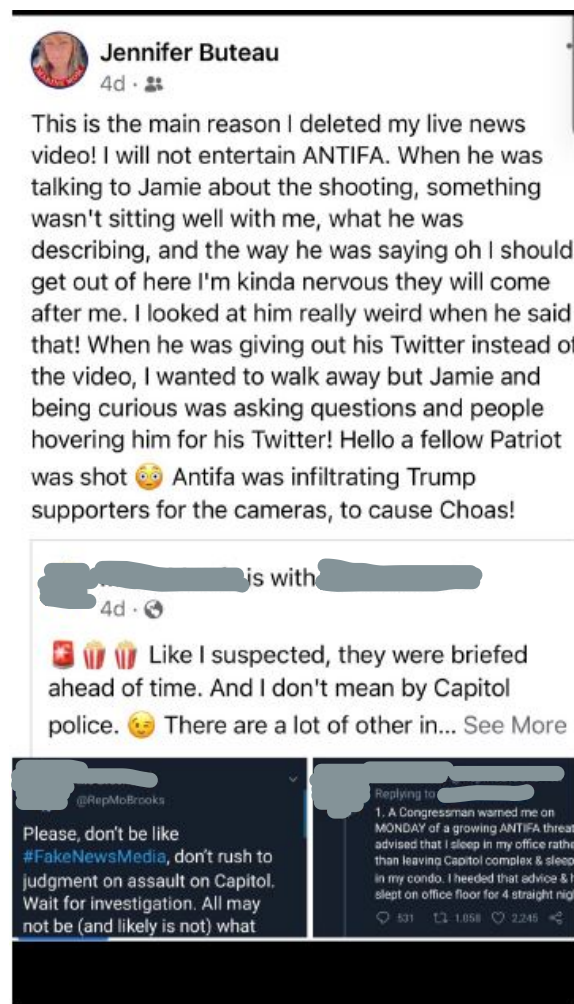 Jennifer Buteau
4d ·
This is the main reason I deleted my live news
video! I will not entertain ANTIFA. When he was
talking to Jamie about the shooting, something
wasn't sitting well with me, what he was
describing, and the way he was saying oh I should
get out of here I'm kinda nervous they will come
after me. I looked at him really weird when he said
that! When he was giving out his Twitter instead of
the video, I wanted to walk away but Jamie and
being curious was asking questions and people
hovering him for his Twitter! Hello a fellow Patriot
was shot 😳 Antifa was infiltrating Trump
supporters for the cameras, to cause Choas!
is with
4d ·
🚨🍿🍿 Like I suspected, they were briefed
ahead of time. And I don't mean by Capitol
police. 😉 There are a lot of other in... See More
@RepMoBrooks
Please, don't be like
#FakeNewsMedia, don't rush to
judgment on assault on Capitol.
Wait for investigation. All may
not be (and likely is not) what
Replying to
1. A Congressman warned me on
MONDAY of a growing ANTIFA threat
advised that I sleep in my office rathe
than leaving Capitol complex & sleep
in my condo. I heeded that advice &
slept on office floor for 4 straight nig
531 1,858 2,245